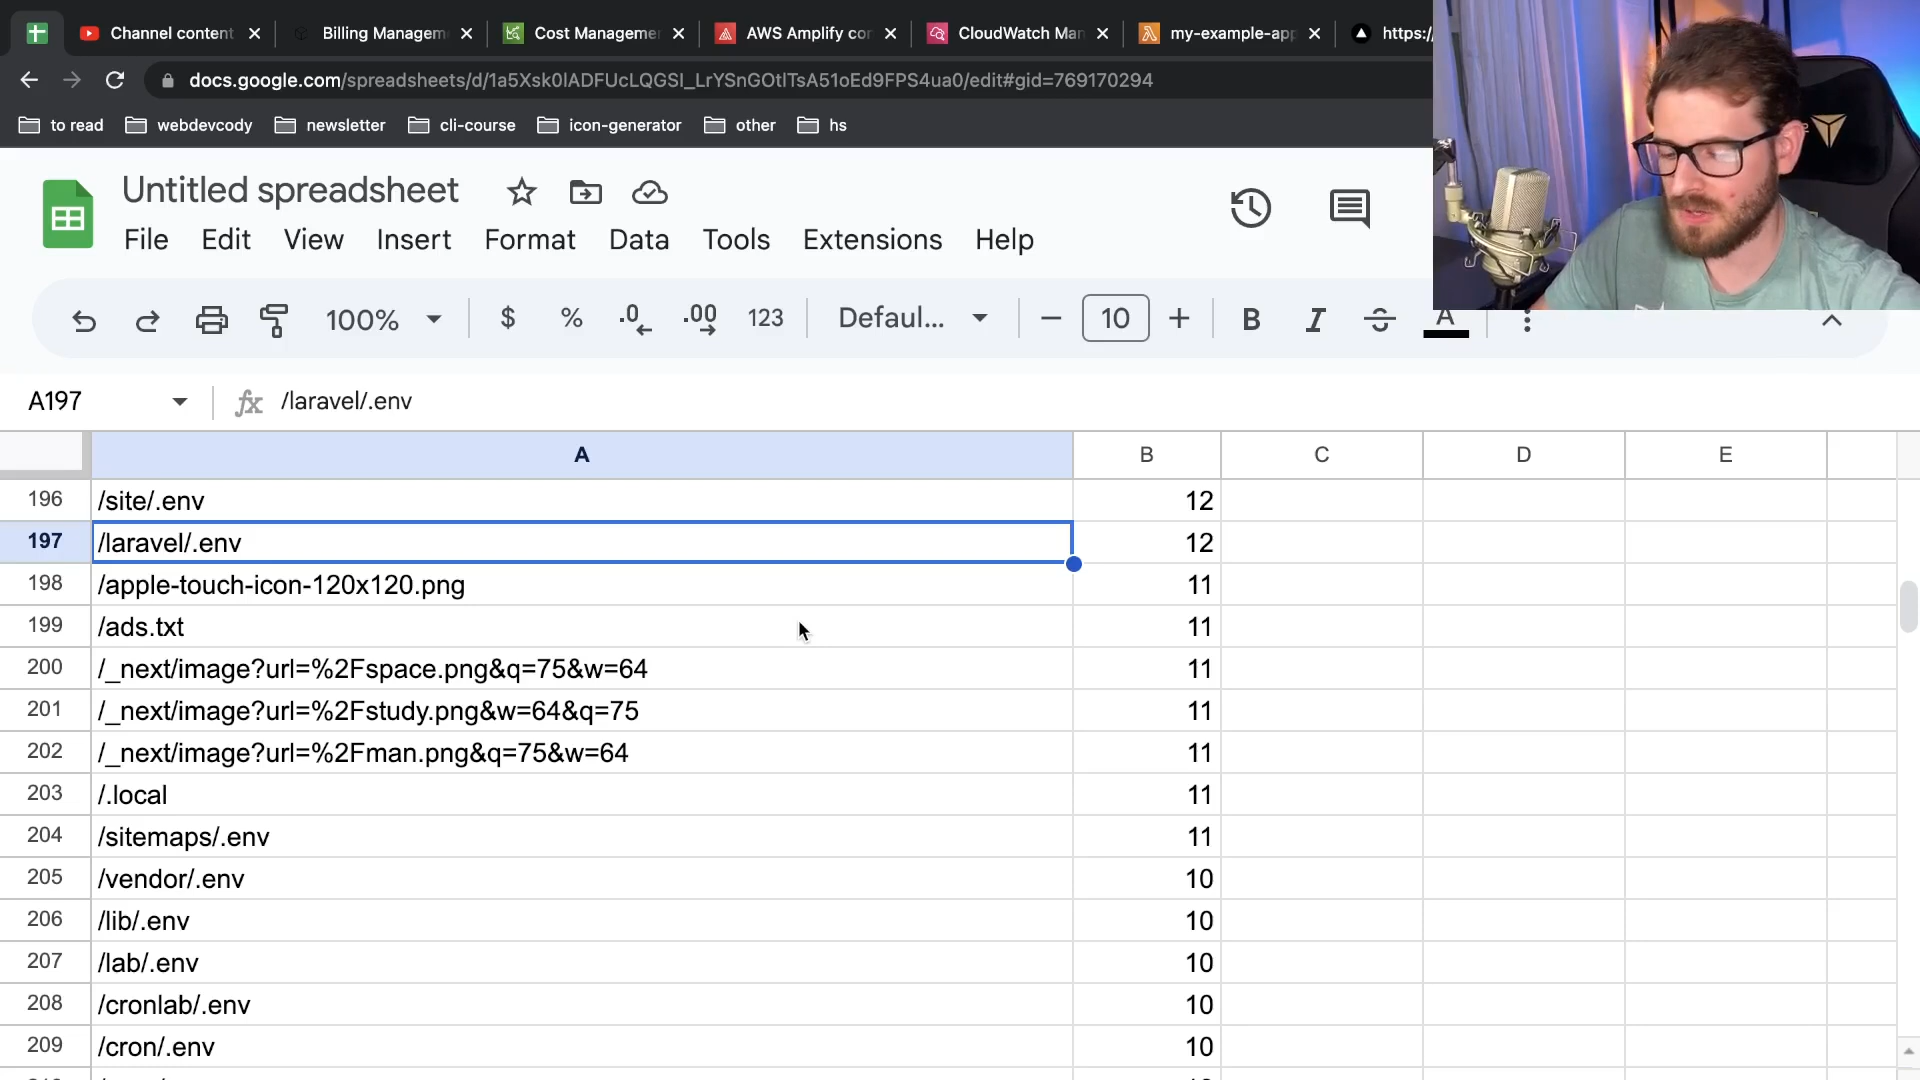 Channel content
Billing Managem
Cost Manageme
AWS Amplify co
CloudWatch Man
my-example-app
https:/
docs.google.com/spreadsheets/d/1a5Xsk0lADFUcLQGSI_LrYSnGOtlTsA51oEd9FPS4ua0/edit#gid=769170294
to read
webdevcody
newsletter
cli-course
icon-generator
other
hs
Untitled spreadsheet
File Edit View Insert Format Data Tools Extensions Help
100% $ % .0 .00 123 Defaul... 10 B I S A
A197 fx /laravel/.env
A B C D E
196 /site/.env 12
197 /laravel/.env 12
198 /apple-touch-icon-120x120.png 11
199 /ads.txt 11
200 /_next/image?url=%2Fspace.png&q=75&w=64 11
201 /_next/image?url=%2Fstudy.png&w=64&q=75 11
202 /_next/image?url=%2Fman.png&q=75&w=64 11
203 /.local 11
204 /sitemaps/.env 11
205 /vendor/.env 10
206 /lib/.env 10
207 /lab/.env 10
208 /cronlab/.env 10
209 /cron/.env 10